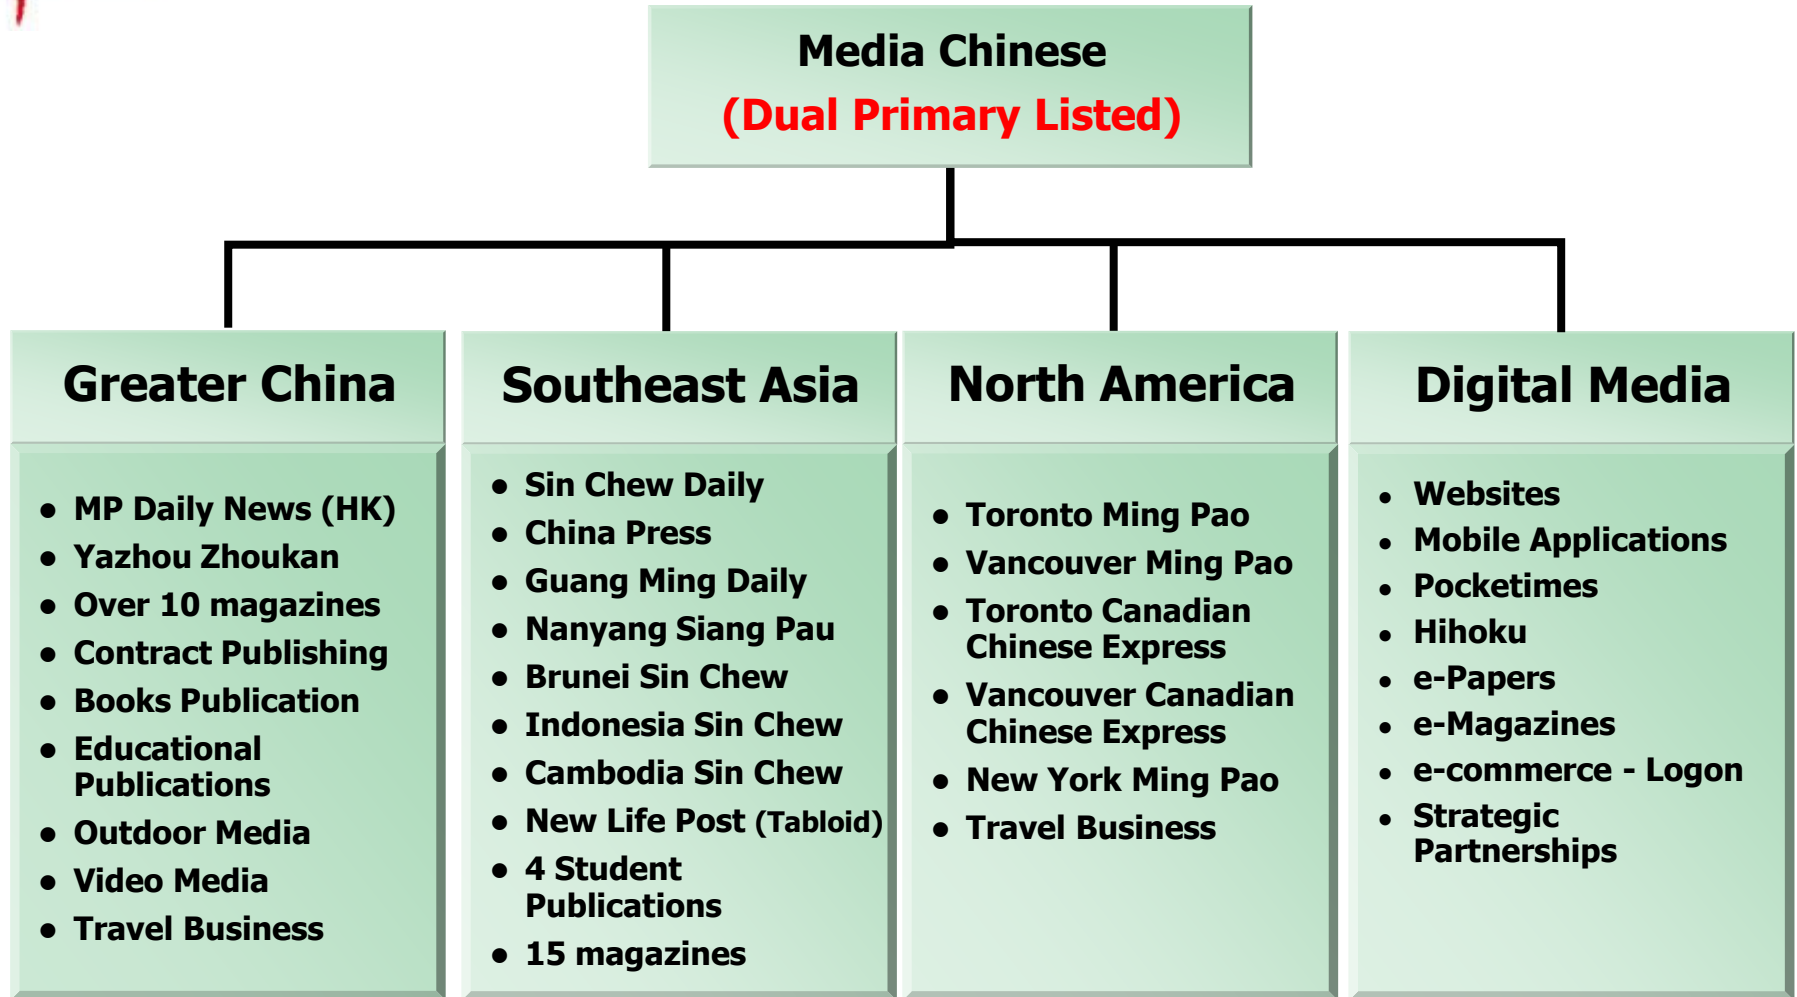 Media Chinese
(Dual Primary Listed)
Greater China
● MP Daily News (HK)
● Yazhou Zhoukan
● Over 10 magazines
● Contract Publishing
● Books Publication
● Educational
Publications
● Outdoor Media
● Video Media
● Travel Business
Southeast Asia
● Sin Chew Daily
● China Press
● Guang Ming Daily
● Nanyang Siang Pau
● Brunei Sin Chew
● Indonesia Sin Chew
● Cambodia Sin Chew
● New Life Post (Tabloid)
● 4 Student
Publications
● 15 magazines
North America
● Toronto Ming Pao
● Vancouver Ming Pao
● Toronto Canadian
Chinese Express
● Vancouver Canadian
Chinese Express
● New York Ming Pao
● Travel Business
Digital Media
● Websites
● Mobile Applications
● Pocketimes
● Hihoku
● e-Papers
● e-Magazines
● e-commerce - Logon
● Strategic
Partnerships